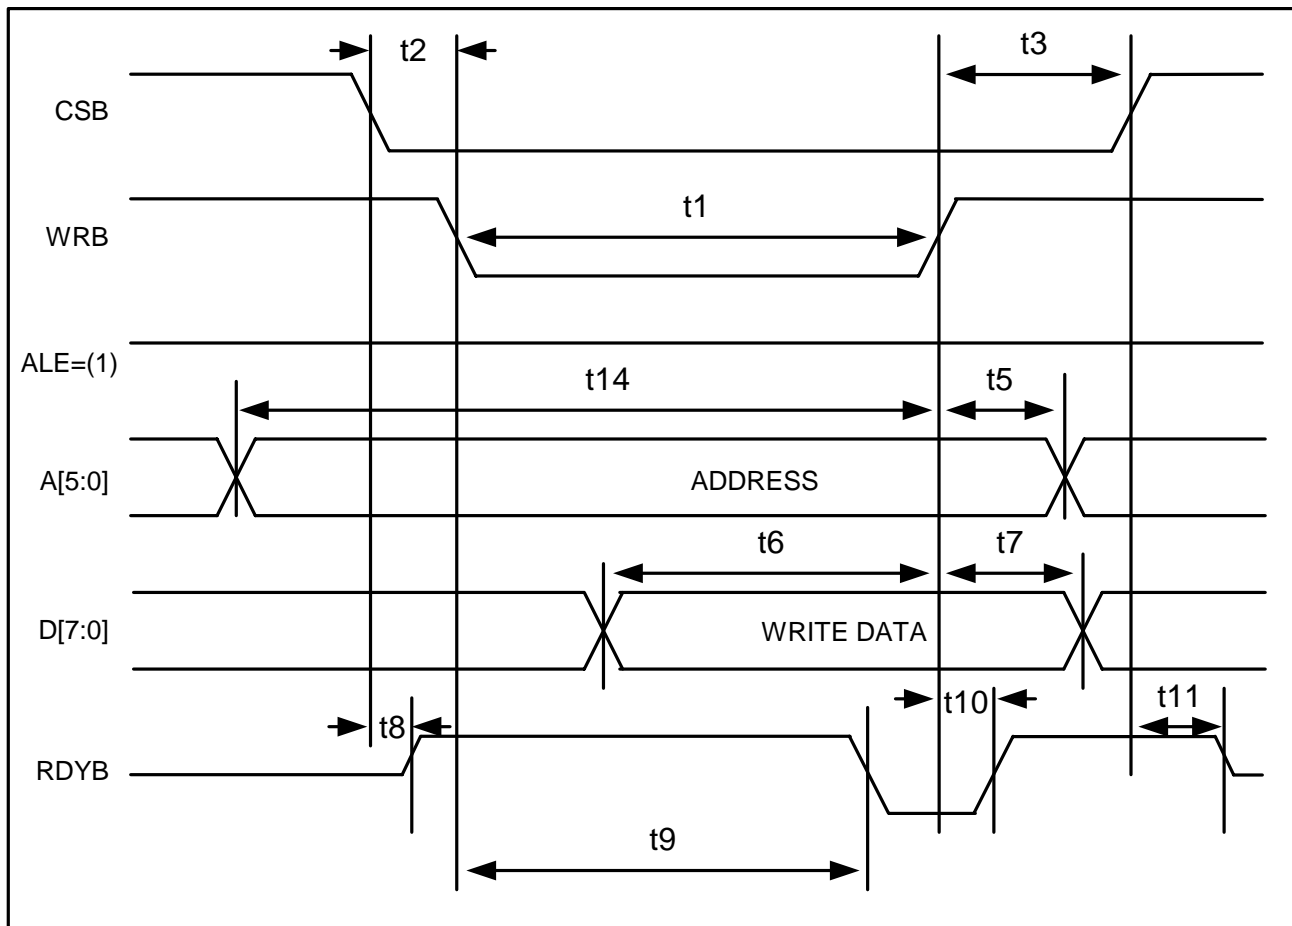 t2
t3
CSB
t1
WRB
ALE=(1)
t14
t5
A[5:0]
ADDRESS
t6
t7
D[7:0]
WRITE DATA
t8
t10
t11
RDYB
t9